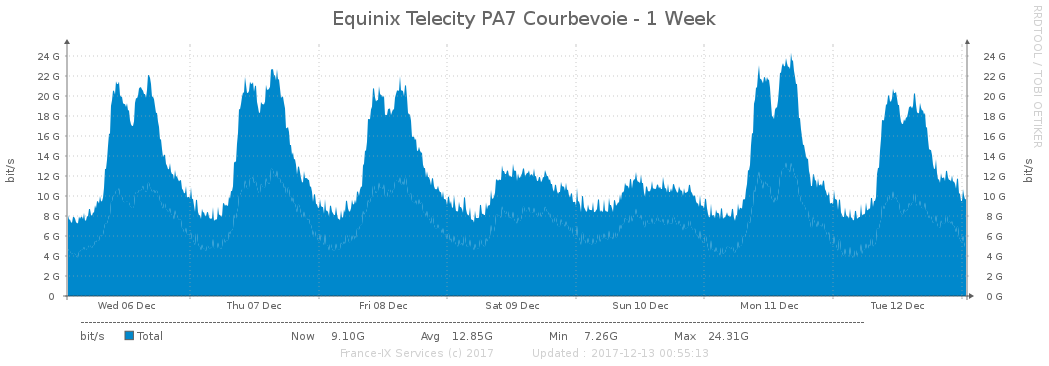 Equinix Telecity PA7 Courbevoie - 1 Week
RRDTOOL / TOBI OETIKER
bit/s
24 G
22 G
20 G
18 G
16 G
14 G
12 G
10 G
8 G
6 G
4 G
2 G
0
24 G
22 G
20 G
18 G
16 G
14 G
12 G
10 G
8 G
6 G
4 G
2 G
0 G
bit/s
Wed 06 Dec Thu 07 Dec Fri 08 Dec Sat 09 Dec Sun 10 Dec Mon 11 Dec Tue 12 Dec
bit/s Total Now 9.10G Avg 12.85G Min 7.26G Max 24.31G
France-IX Services (c) 2017 Updated : 2017-12-13 00:55:13